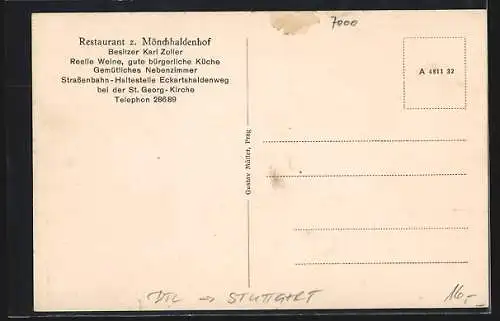 7000
Restaurant z. Mönchhaldenhof
Besitzer Karl Zoller
Reelle Weine, gute bürgerliche Küche
Gemütliches Nebenzimmer
Straßenbahn-Haltestelle Eckartshaldenweg
bei der St. Georg-Kirche
Telephon 28689
A 4811 32
Gustav Müller, Prag
DTL → STUTTGART
16,-